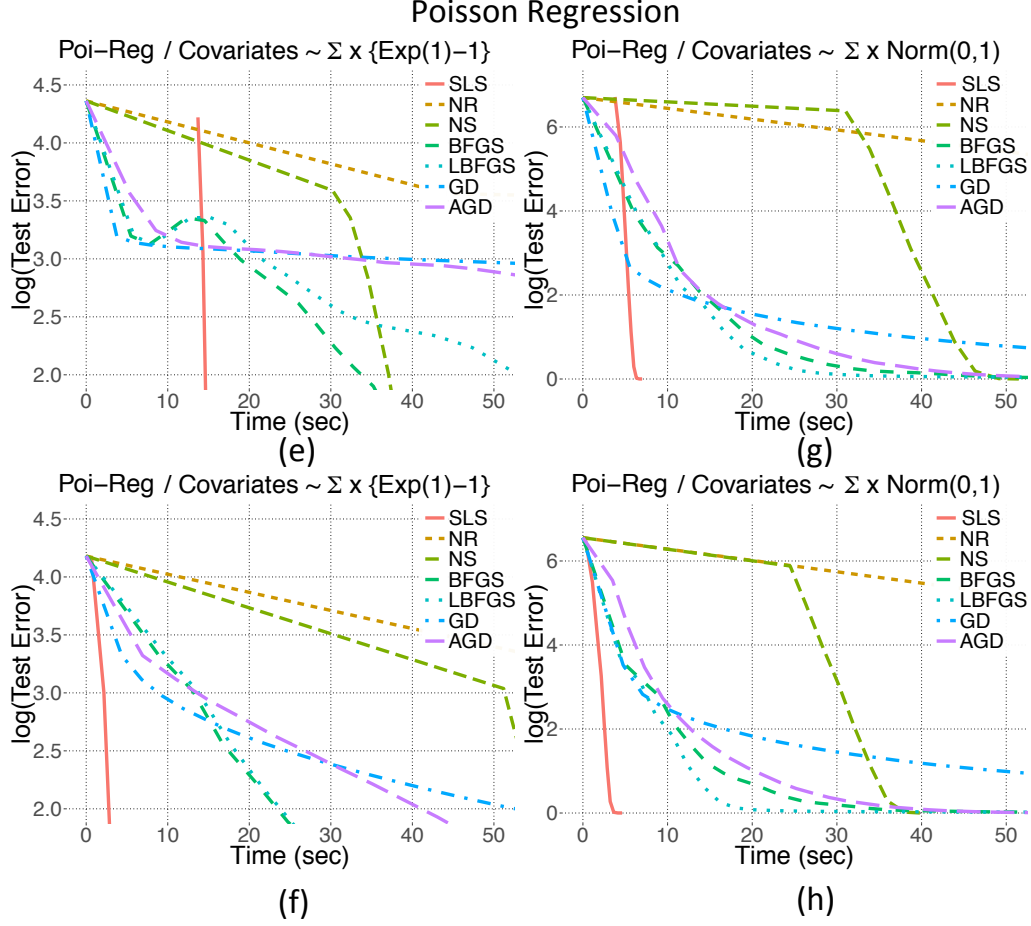 Poisson Regression
Poi−Reg / Covariates ~ Σ x {Exp(1)−1}
log(Test Error)
4.5
4.0
3.5
3.0
2.5
2.0
SLS
NR
NS
BFGS
LBFGS
GD
AGD
0 10 20 30 40 50
Time (sec)
(e)
Poi−Reg / Covariates ~ Σ x Norm(0,1)
log(Test Error)
6
4
2
0
SLS
NR
NS
BFGS
LBFGS
GD
AGD
0 10 20 30 40 50
Time (sec)
(g)
Poi−Reg / Covariates ~ Σ x {Exp(1)−1}
log(Test Error)
4.5
4.0
3.5
3.0
2.5
2.0
SLS
NR
NS
BFGS
LBFGS
GD
AGD
0 10 20 30 40 50
Time (sec)
(f)
Poi−Reg / Covariates ~ Σ x Norm(0,1)
log(Test Error)
6
4
2
0
SLS
NR
NS
BFGS
LBFGS
GD
AGD
0 10 20 30 40 50
Time (sec)
(h)